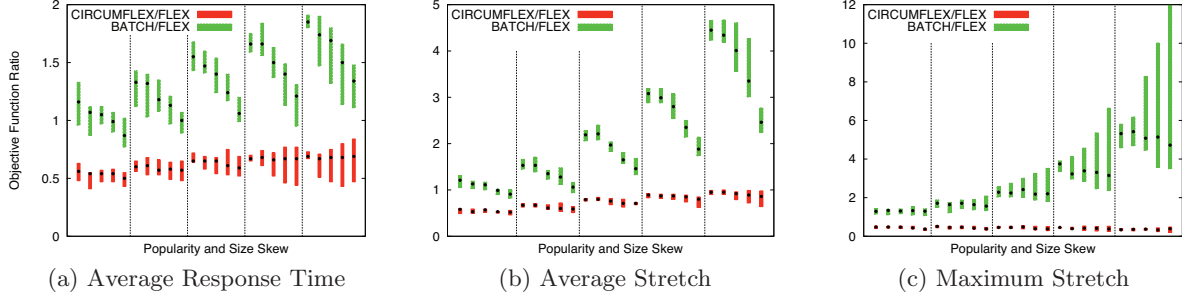 CIRCUMFLEX/FLEX
BATCH/FLEX
2
1.5
1
0.5
0
Objective Function Ratio
Popularity and Size Skew
(a) Average Response Time
CIRCUMFLEX/FLEX
BATCH/FLEX
5
4
3
2
1
0
Popularity and Size Skew
(b) Average Stretch
CIRCUMFLEX/FLEX
BATCH/FLEX
12
10
8
6
4
2
0
Popularity and Size Skew
(c) Maximum Stretch